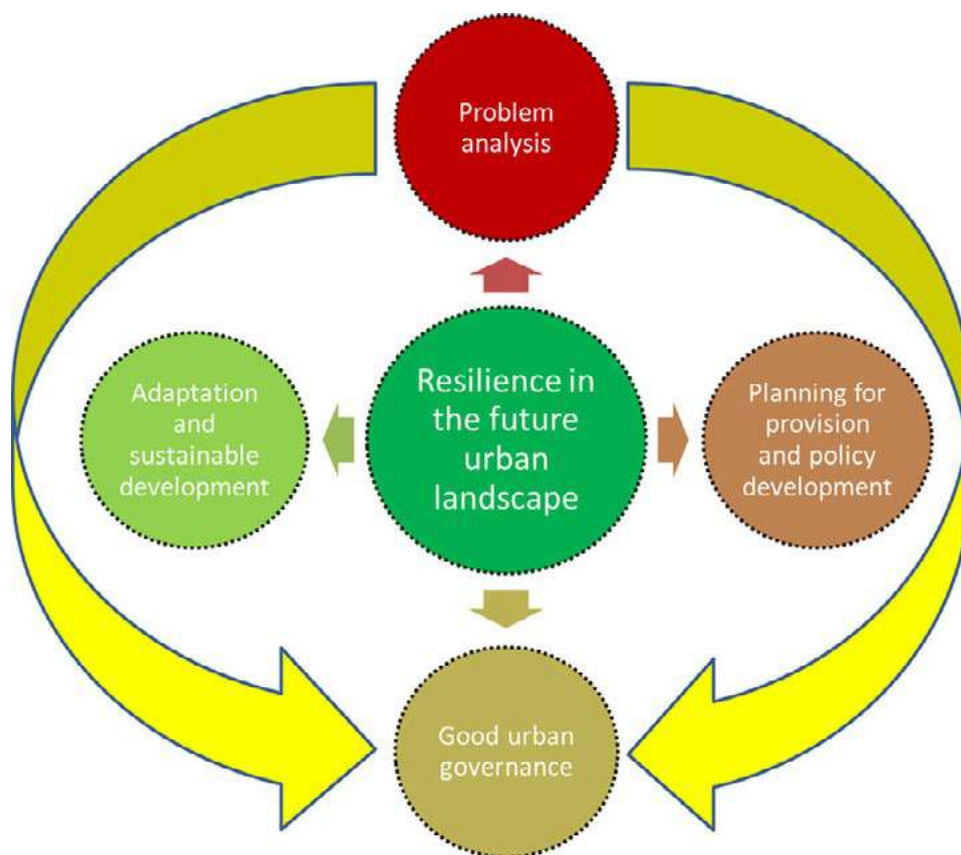 Problem
analysis
Adaptation
and
sustainable
development
Resilience in
the future
urban
landscape
Planning for
provision
and policy
development
Good urban
governance